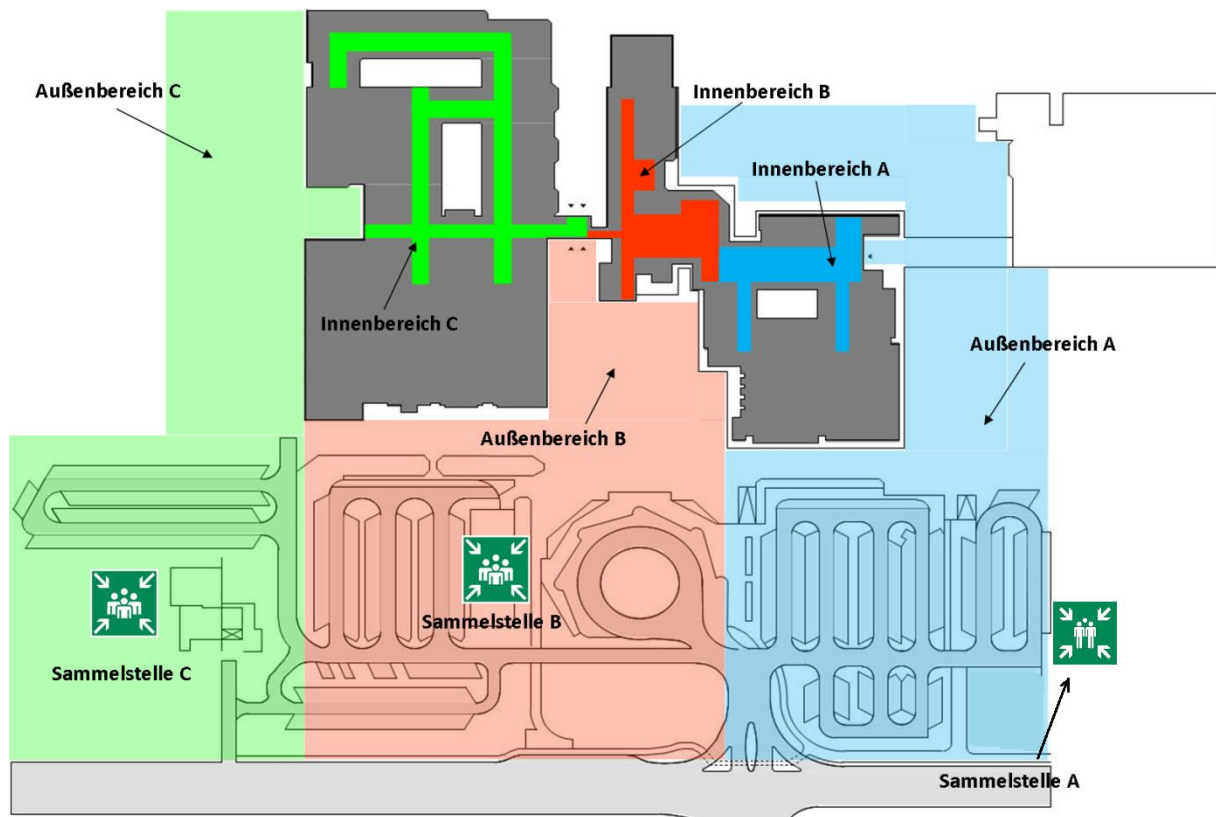 Außenbereich C
Innenbereich B
Innenbereich A
Innenbereich C
Außenbereich A
Außenbereich B
Sammelstelle B
Sammelstelle C
Sammelstelle A